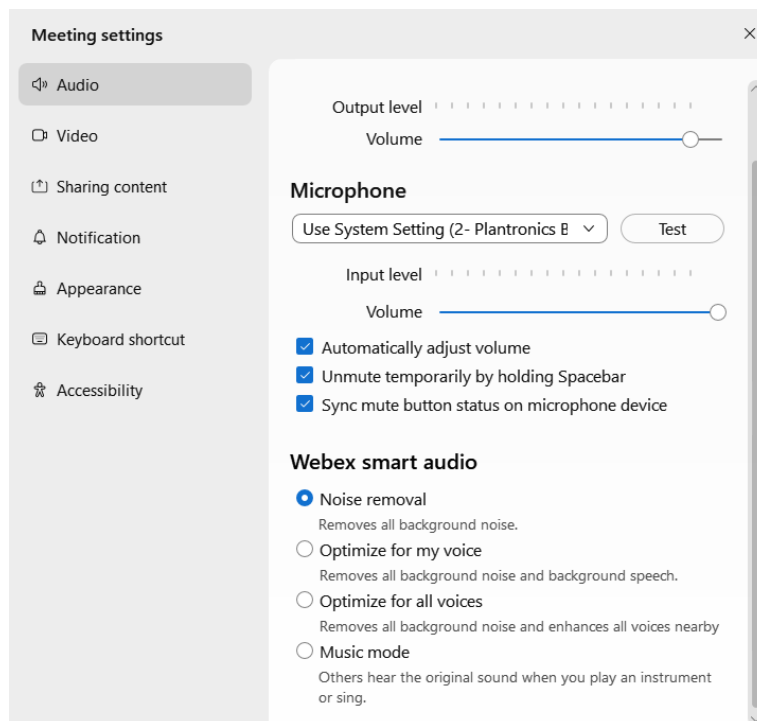 Meeting settings
Audio
Video
Sharing content
Notification
Appearance
Keyboard shortcut
Accessibility
Output level
Volume
Microphone
Use System Setting (2- Plantronics B
Test
Input level
Volume
Automatically adjust volume
Unmute temporarily by holding Spacebar
Sync mute button status on microphone device
Webex smart audio
Noise removal
Removes all background noise.
Optimize for my voice
Removes all background noise and background speech.
Optimize for all voices
Removes all background noise and enhances all voices nearby
Music mode
Others hear the original sound when you play an instrument
or sing.